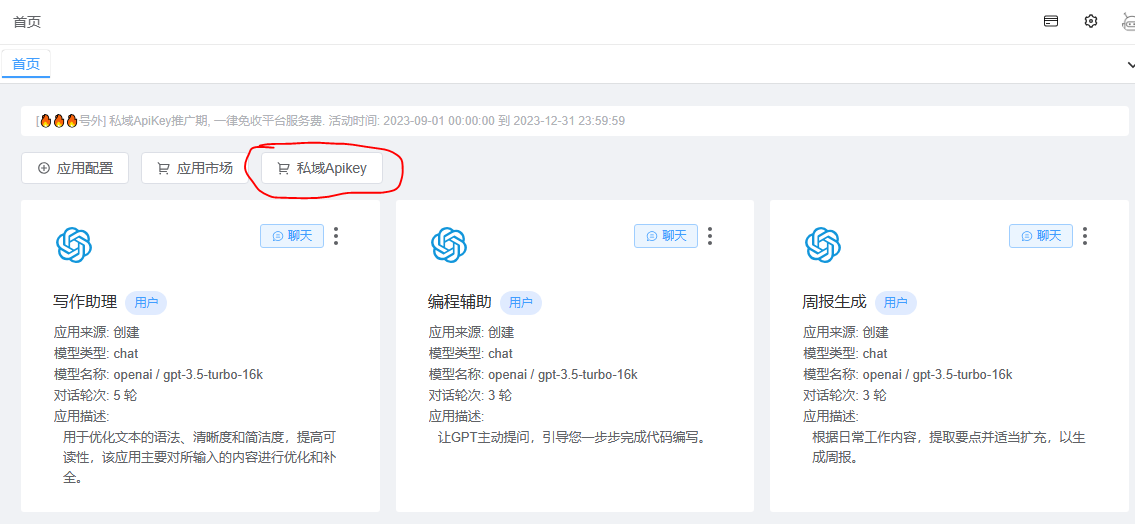 首页
首页
[🔥🔥🔥号外] 私域ApiKey推广期, 一律免收平台服务费. 活动时间: 2023-09-01 00:00:00 到 2023-12-31 23:59:59
应用配置 应用市场 私域Apikey
聊天 聊天 聊天
写作助理 用户
应用来源: 创建
模型类型: chat
模型名称: openai / gpt-3.5-turbo-16k
对话轮次: 5 轮
应用描述:
用于优化文本的语法、清晰度和简洁度，提高可
读性，该应用主要对所输入的内容进行优化和补
全。
编程辅助 用户
应用来源: 创建
模型类型: chat
模型名称: openai / gpt-3.5-turbo-16k
对话轮次: 3 轮
应用描述:
让GPT主动提问，引导您一步步完成代码编写。
周报生成 用户
应用来源: 创建
模型类型: chat
模型名称: openai / gpt-3.5-turbo-16k
对话轮次: 3 轮
应用描述:
根据日常工作内容，提取要点并适当扩充，以生
成周报。